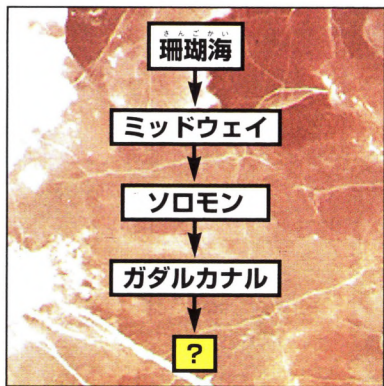 さんごかい
珊瑚海
ミッドウェイ
ソロモン
ガダルカナル
?